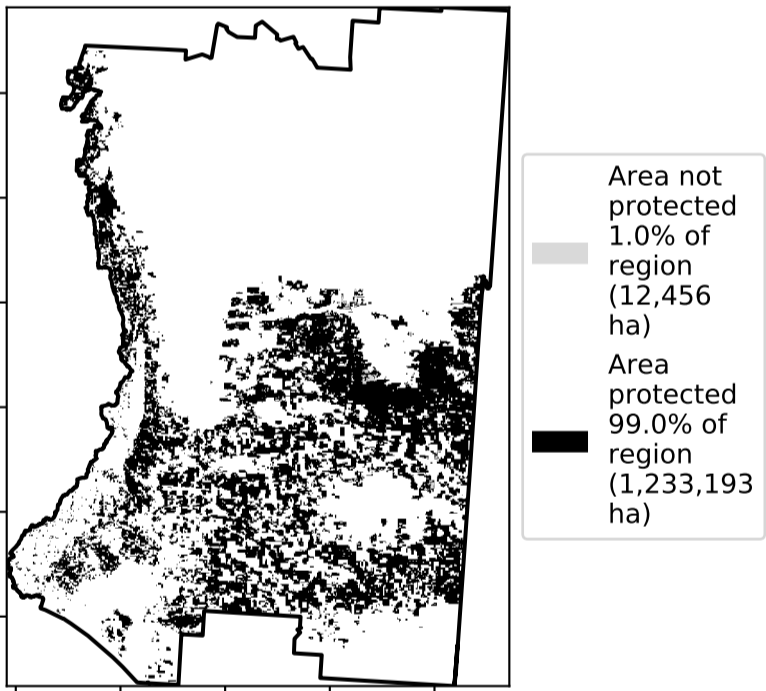 Area not
protected
1.0% of
region
(12,456
ha)
Area
protected
99.0% of
region
(1,233,193
ha)